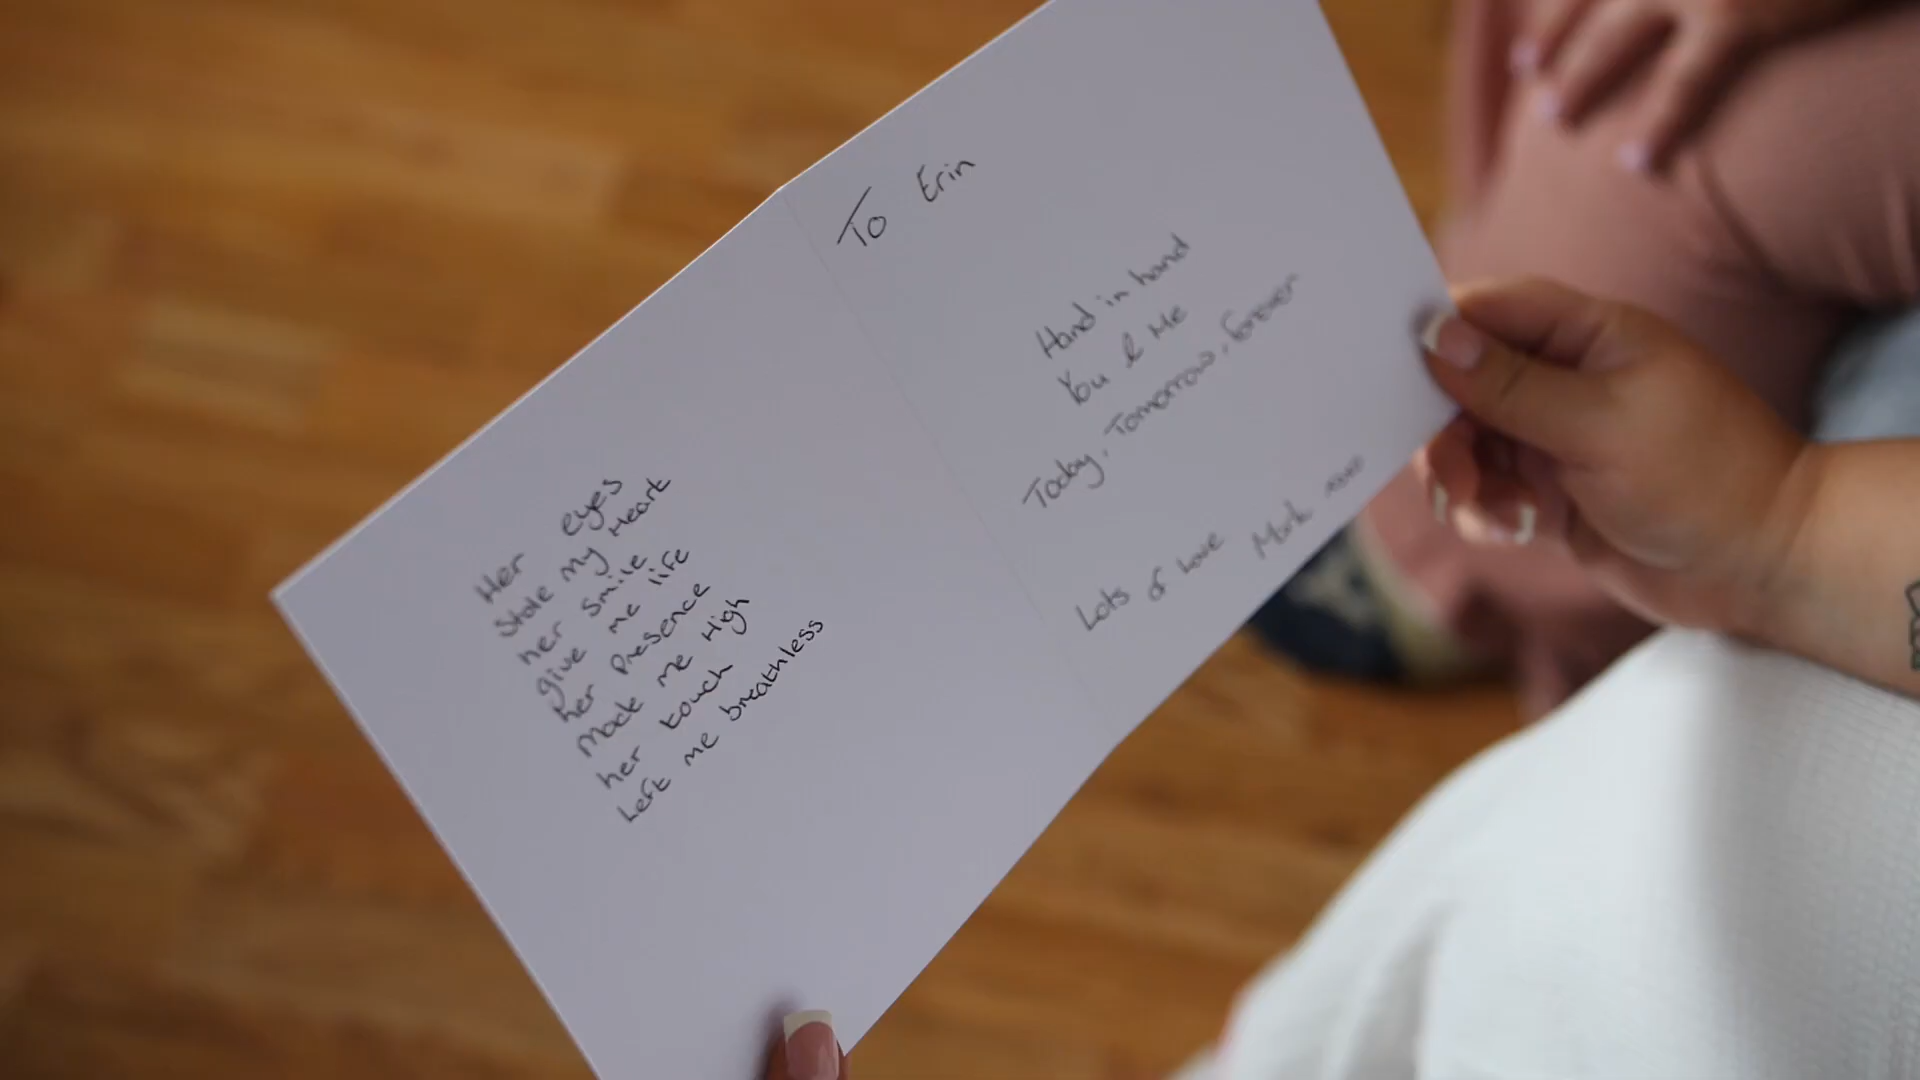 Her eyes
Stole my Heart
her smile
give me life
her presence
Made me High
her touch
Left me breathless
To Erin
Hand in hand
You & Me
Today, Tomorrow, Forever
Lots of Love Mark xoxo